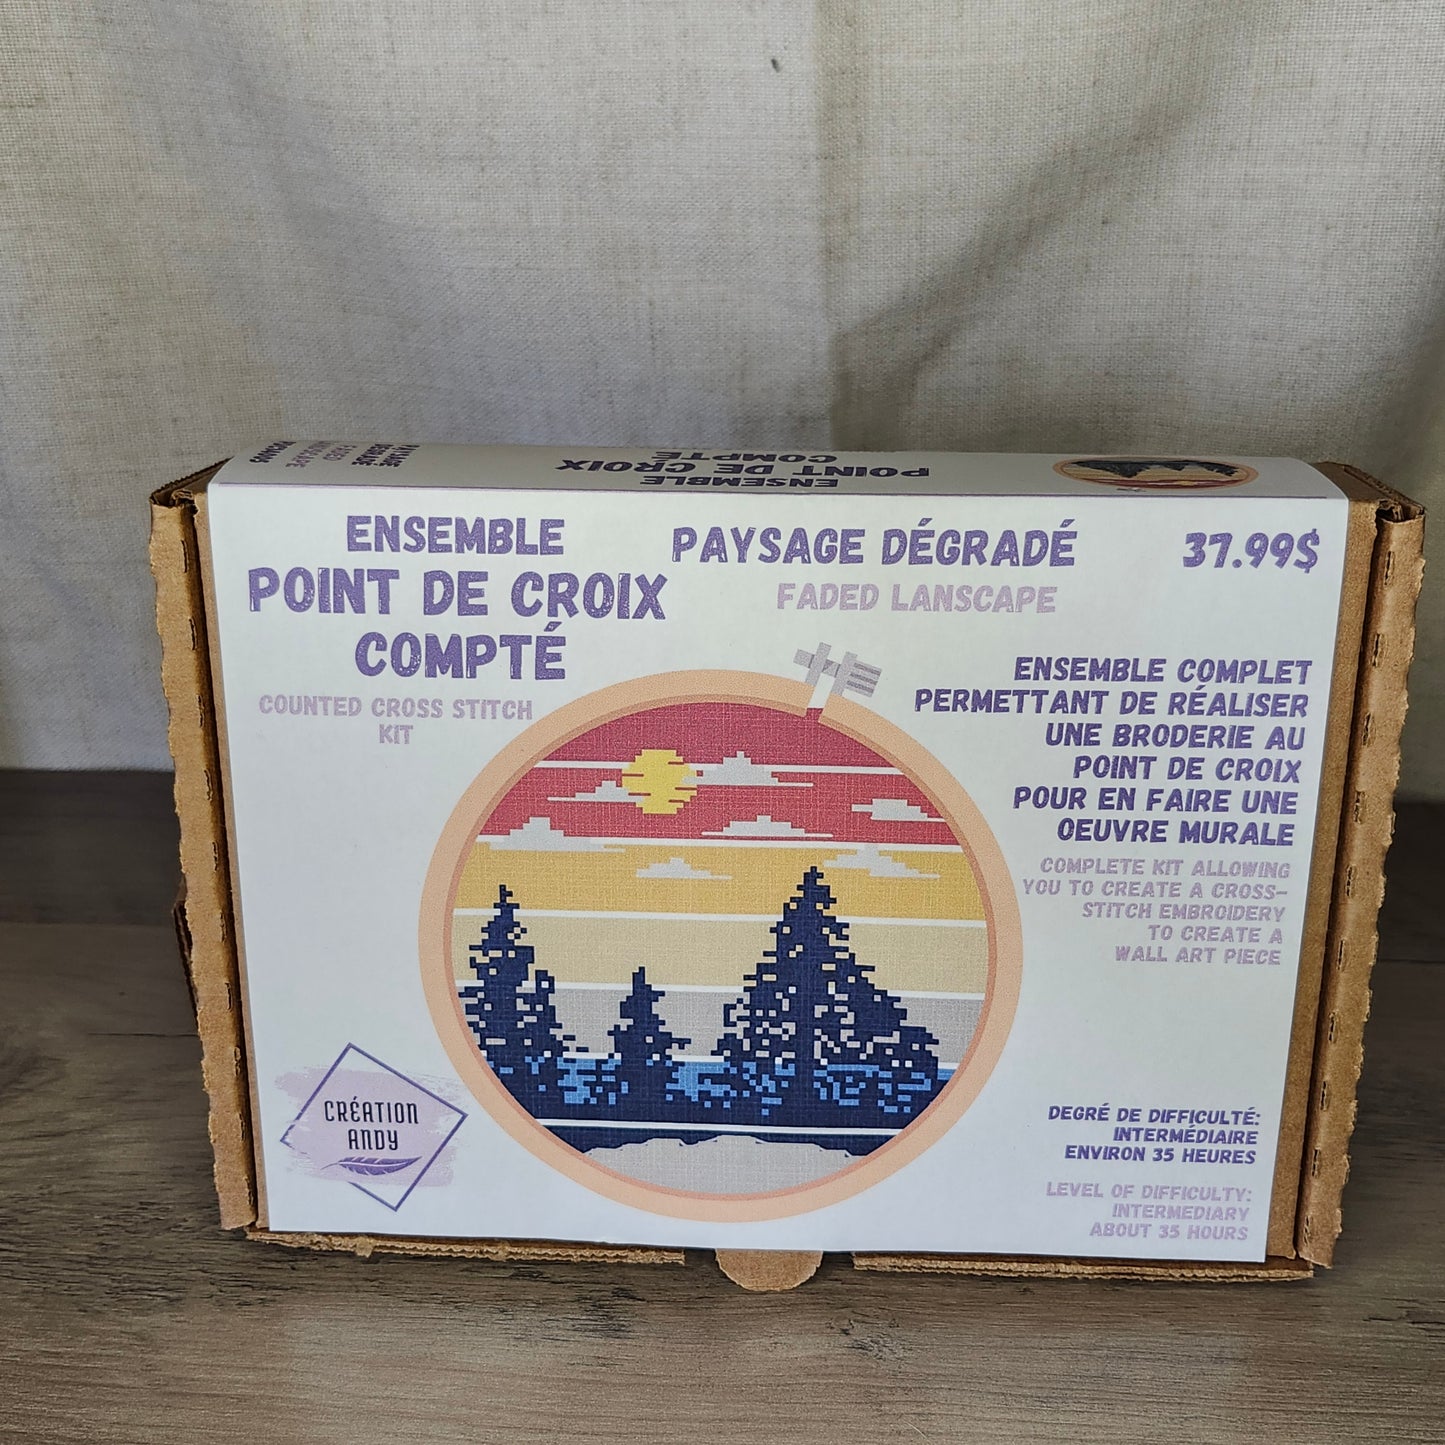 PAYSAGE
DÉGRADÉ
FADED
ENSEMBLE
POINT DE CROIX
COMPTÉ
ENSEMBLE
POINT DE CROIX
COMPTÉ
COUNTED CROSS STITCH
KIT
PAYSAGE DÉGRADÉ
FADED LANSCAPE
37.99$
ENSEMBLE COMPLET
PERMETTANT DE RÉALISER
UNE BRODERIE AU
POINT DE CROIX
POUR EN FAIRE UNE
OEUVRE MURALE
COMPLETE KIT ALLOWING
YOU TO CREATE A CROSS-
STITCH EMBROIDERY
TO CREATE A
WALL ART PIECE
CRÉATION
ANDY
DEGRÉ DE DIFFICULTÉ:
INTERMÉDIAIRE
ENVIRON 35 HEURES
LEVEL OF DIFFICULTY:
INTERMEDIARY
ABOUT 35 HOURS